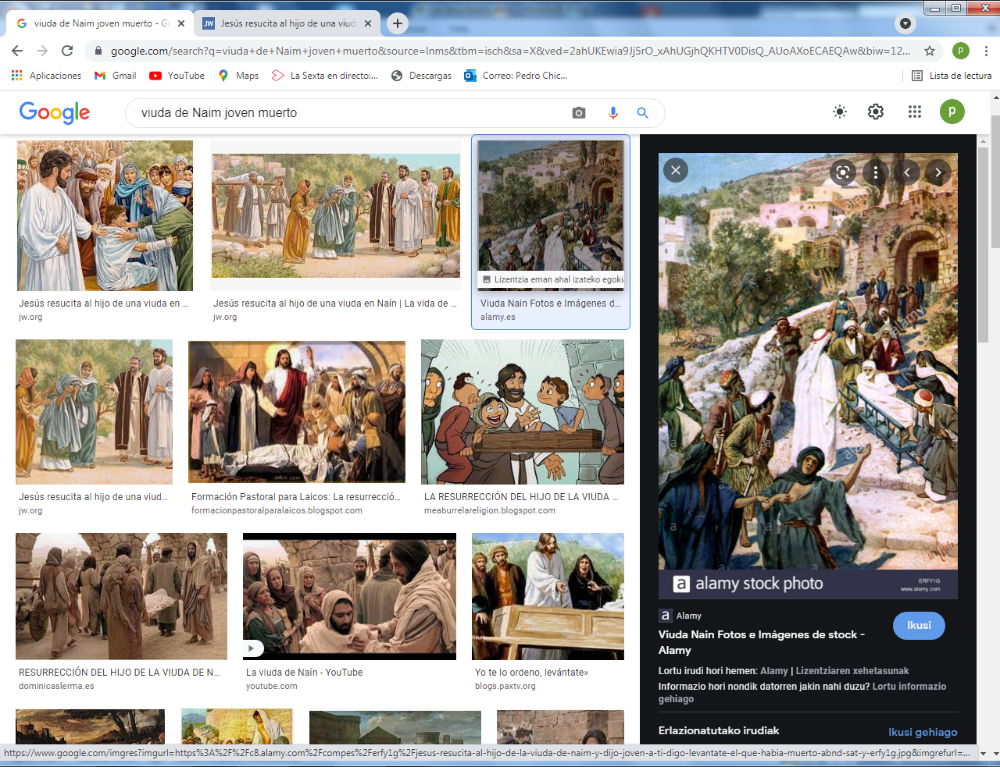 viuda de Naim joven muerto - Go
Jesús resucita al hijo de una viuda
google.com/search?q=viuda+de+Naim+joven+muerto&source=lnms&tbm=isch&sa=X&ved=2ahUKEwia9Jj5rO_xAhUGjhQKHTV0DisQ_AUoAXoECAEQAw&biw=12...
p
Aplicaciones
Gmail
YouTube
Maps
La Sexta en directo:...
Descargas
Correo: Pedro Chic...
Lista de lectura
Google
viuda de Naim joven muerto
p
Jesús resucita al hijo de una viuda en ...
jw.org
Jesús resucita al hijo de una viuda en Naín | La vida de ...
jw.org
Lizentzia eman ahal izateko egokia
Viuda Nain Fotos e Imágenes d...
alamy.es
Jesús resucita al hijo de una viud...
jw.org
Formación Pastoral para Laicos: La resurrecció...
formacionpastoralparalaicos.blogspot.com
LA RESURRECCIÓN DEL HIJO DE LA VIUDA ...
meaburrelareligion.blogspot.com
RESURRECCIÓN DEL HIJO DE LA VIUDA DE N...
dominicaslerma.es
La viuda de Naín - YouTube
youtube.com
Yo te lo ordeno, levántate»
blogs.paxtv.org
a alamy stock photo
ERFY1G
www.alamy.com
a Alamy
Viuda Nain Fotos e Imágenes de stock -
Alamy
Ikusi
Lortu irudi hori hemen: Alamy | Lizentziaren xehetasunak
Informazio hori nondik datorren jakin nahi duzu? Lortu informazio
gehiago
Erlazionatutako irudiak
Ikusi gehiago
https://www.google.com/imgres?imgurl=https%3A%2F%2Fc8.alamy.com%2Fcompes%2Ferfy1g%2Fjesus-resucita-al-hijo-de-la-viuda-de-naim-y-dijo-joven-a-ti-digo-levantate-el-que-habia-muerto-abnd-sat-y-erfy1g.jpg&imgrefurl=...